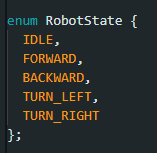 enum RobotState {
  IDLE,
  FORWARD,
  BACKWARD,
  TURN_LEFT,
  TURN_RIGHT
};